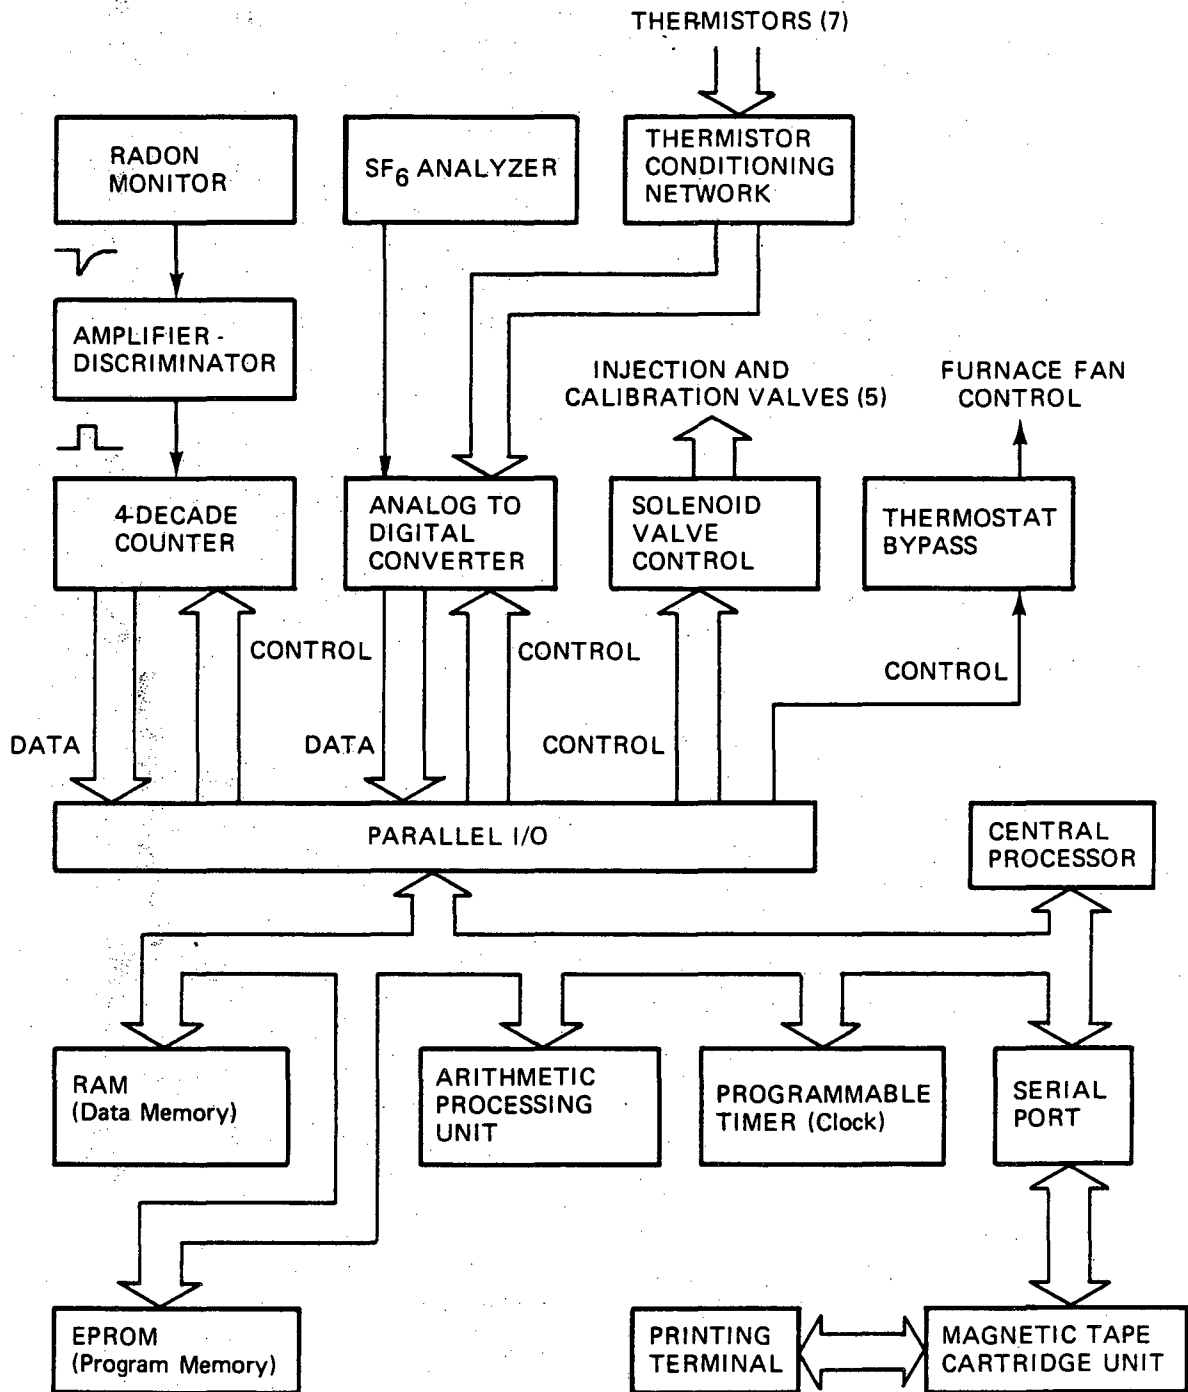 THERMISTORS (7)
RADON
MONITOR
SF6 ANALYZER
THERMISTOR
CONDITIONING
NETWORK
AMPLIFIER -
DISCRIMINATOR
INJECTION AND
CALIBRATION VALVES (5)
FURNACE FAN
CONTROL
4-DECADE
COUNTER
ANALOG TO
DIGITAL
CONVERTER
SOLENOID
VALVE
CONTROL
THERMOSTAT
BYPASS
CONTROL
CONTROL
CONTROL
DATA
DATA
CONTROL
PARALLEL I/O
CENTRAL
PROCESSOR
RAM
(Data Memory)
ARITHMETIC
PROCESSING
UNIT
PROGRAMMABLE
TIMER (Clock)
SERIAL
PORT
EPROM
(Program Memory)
PRINTING
TERMINAL
MAGNETIC TAPE
CARTRIDGE UNIT